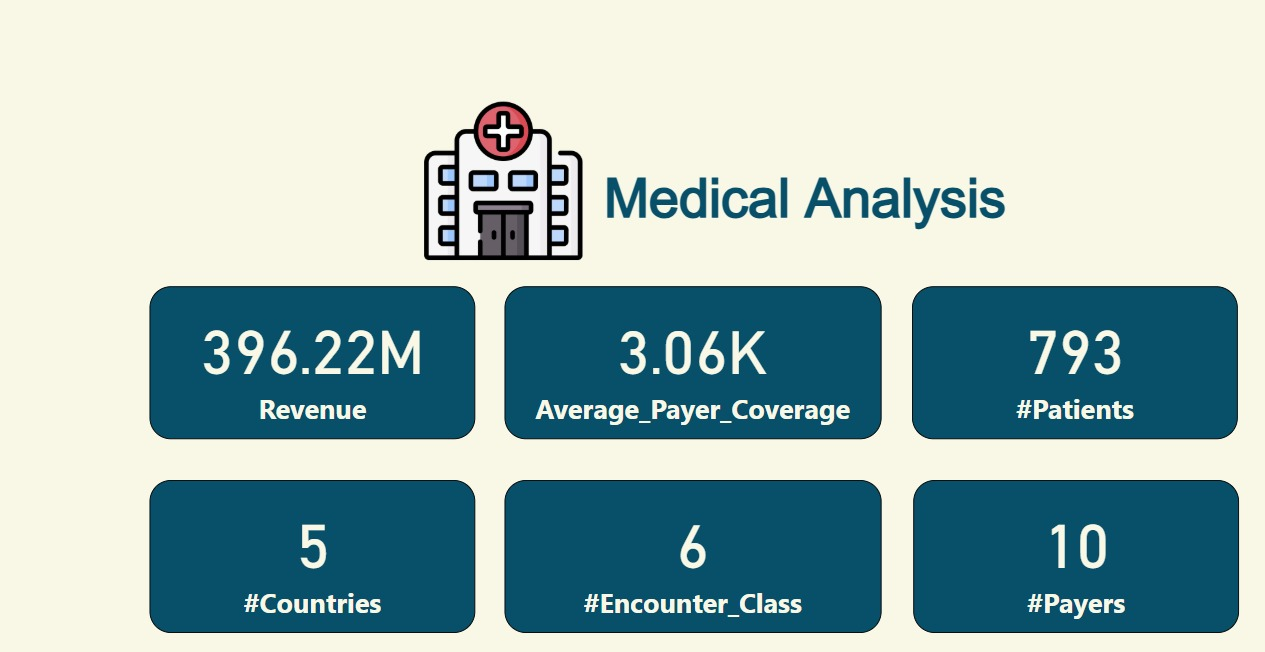 Medical Analysis
396.22M
Revenue
3.06K
Average_Payer_Coverage
793
#Patients
5
#Countries
6
#Encounter_Class
10
#Payers